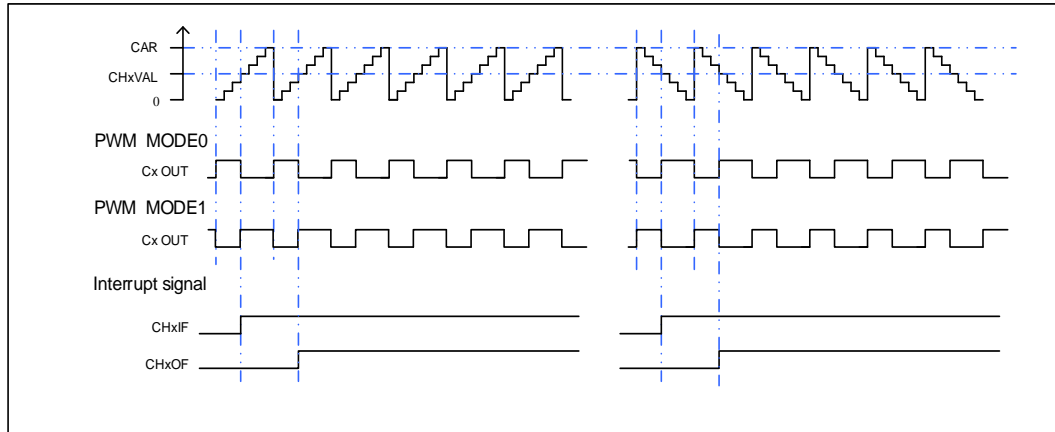 CAR
CHxVAL
0
PWM MODE0
Cx OUT
PWM MODE1
Cx OUT
Interrupt signal
CHxIF
CHxOF